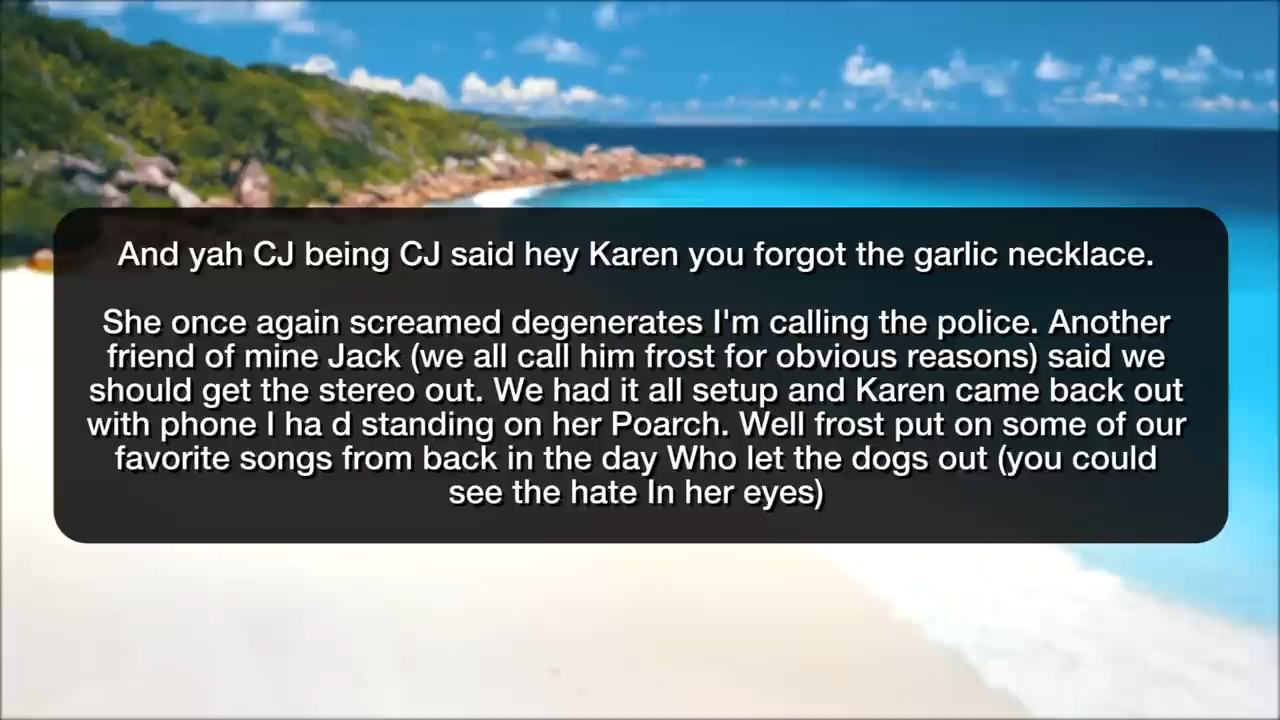 And yah CJ being CJ said hey Karen you forgot the garlic necklace.
She once again screamed degenerates I'm calling the police. Another
friend of mine Jack (we all call him frost for obvious reasons) said we
should get the stereo out. We had it all setup and Karen came back out
with phone I ha d standing on her Poarch. Well frost put on some of our
favorite songs from back in the day Who let the dogs out (you could
see the hate In her eyes)